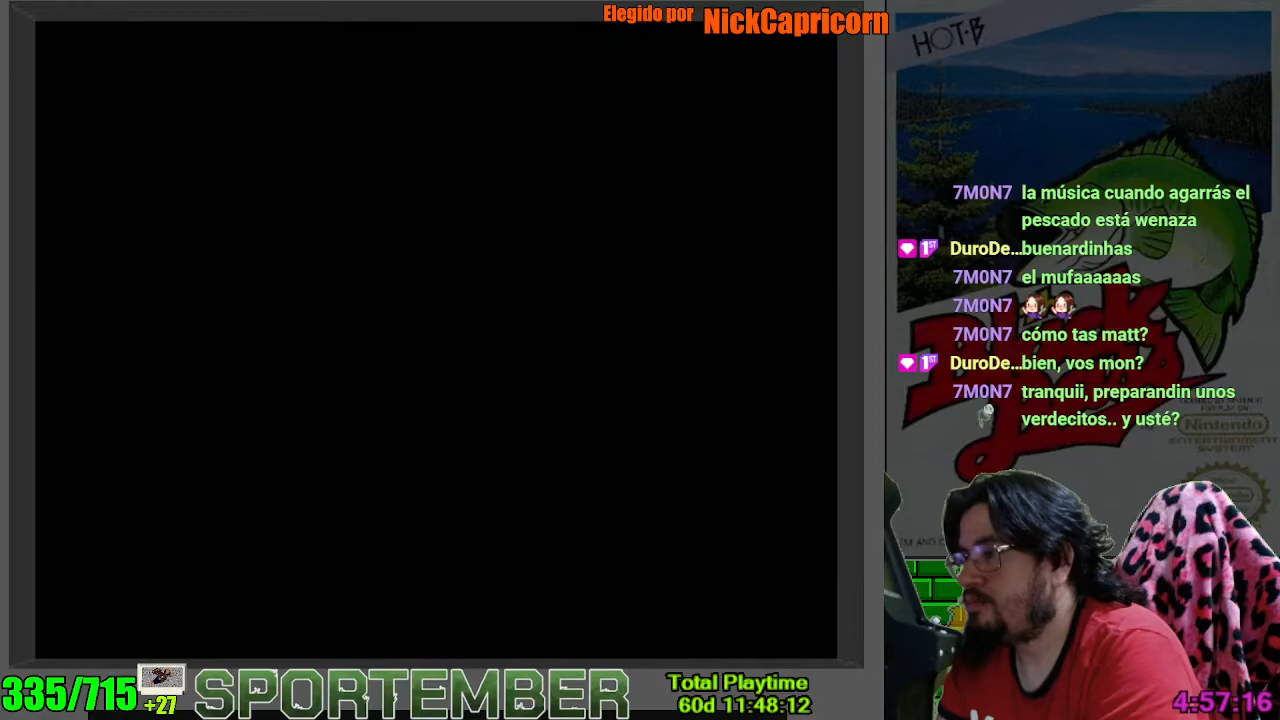 Elegido por NickCapricorn
HOT·B
7M0N7 la música cuando agarrás el
pescado está wenaza
DuroDe... buenardinhas
7M0N7 el mufaaaaaas
7M0N7
7M0N7 cómo tas matt?
DuroDe... bien, vos mon?
7M0N7 tranquii, preparandin unos
verdecitos.. y usté?
Nintendo
ENTERTAINMENT
SYSTEM
335/715 +27
SPORTEMBER
Total Playtime
60d 11:48:12
4:57:16